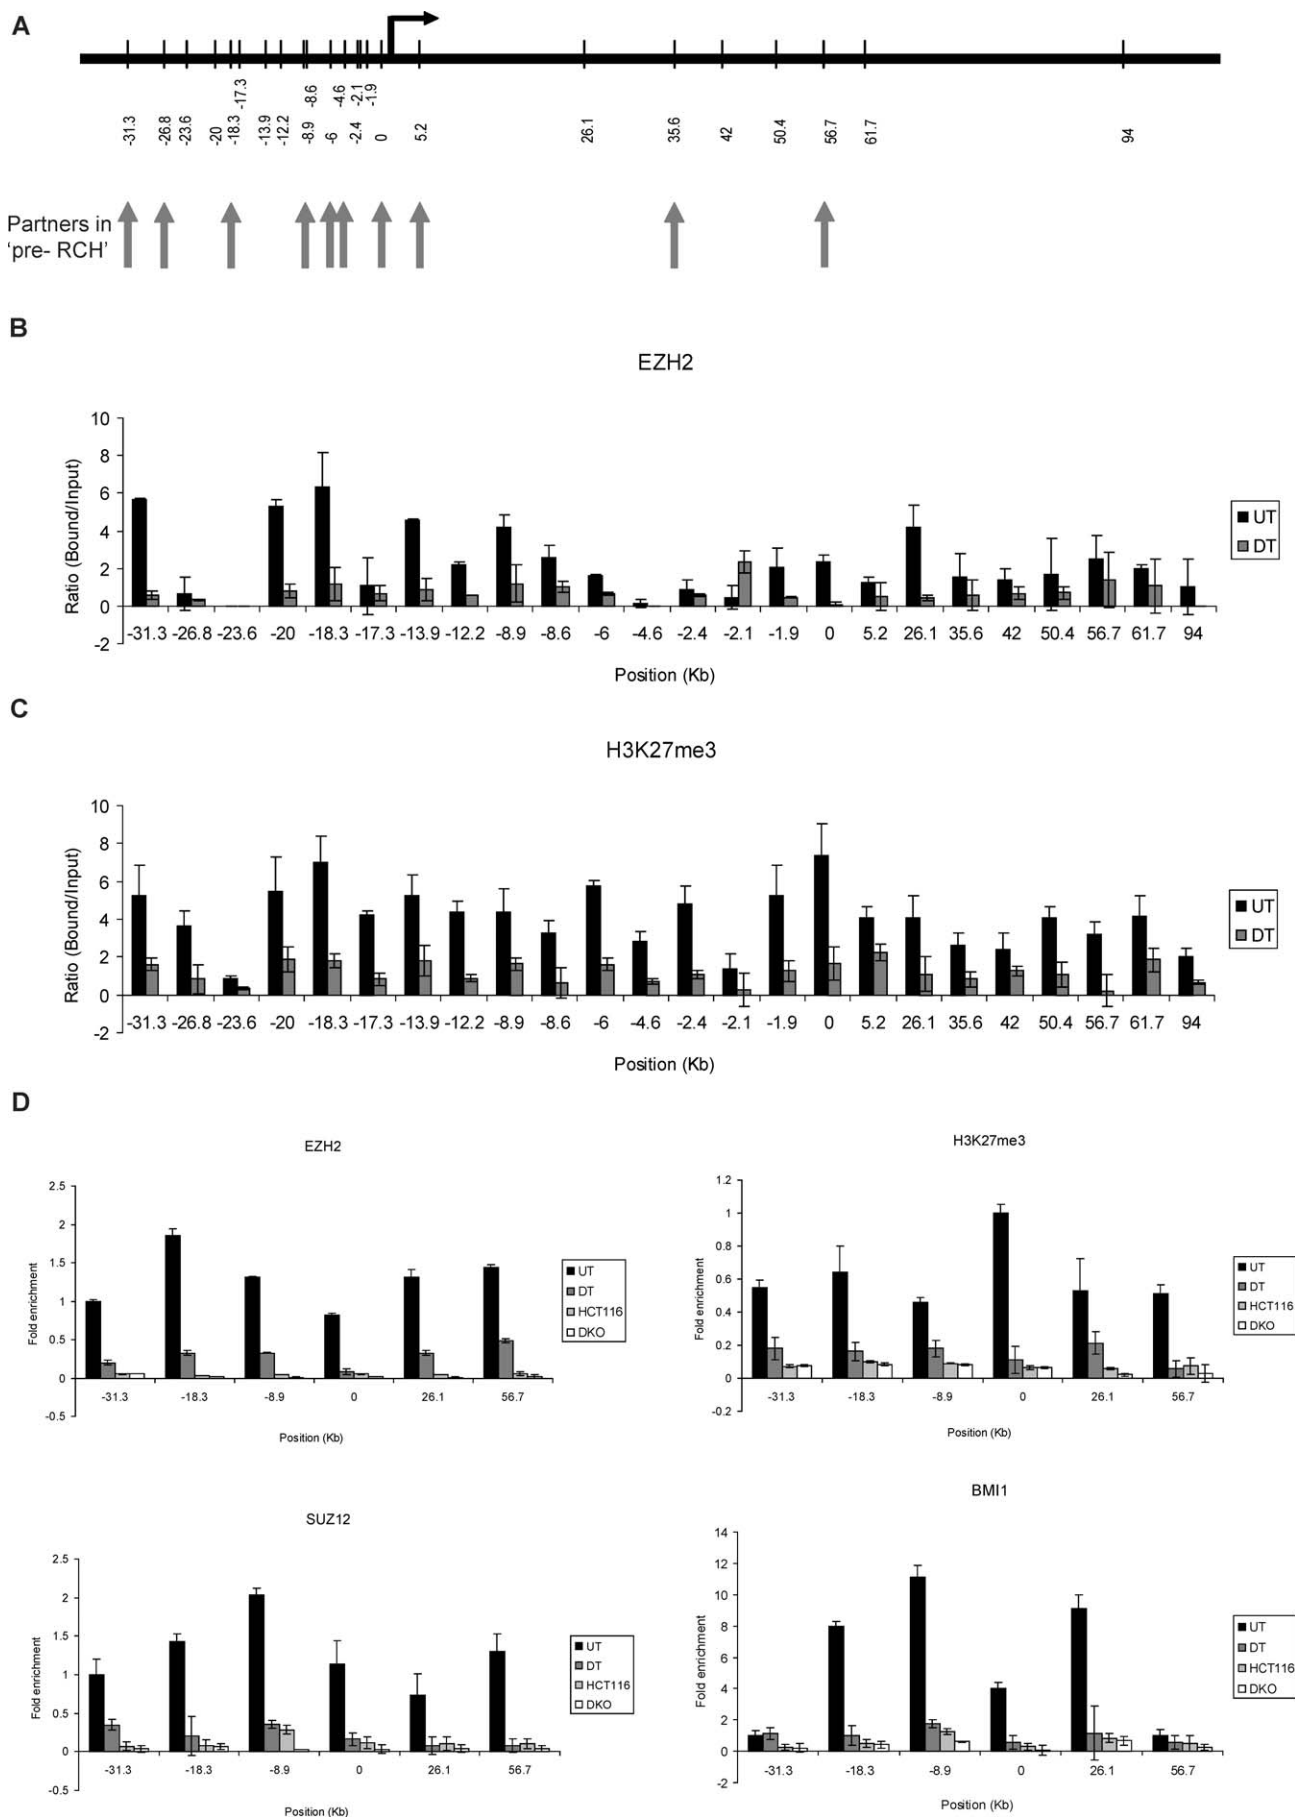 A
-17.3 -8.6 -4.6 -2.1 -1.9
-31.3 -26.8 -23.6 -20 -18.3 -13.9 -12.2 -8.9 -6 -2.4 0 5.2 26.1 35.6 42 50.4 56.7 61.7 94
Partners in
‘pre- RCH’
B
EZH2
Ratio (Bound/Input)
10
8
6
4
2
0
-2
-31.3 -26.8 -23.6 -20 -18.3 -17.3 -13.9 -12.2 -8.9 -8.6 -6 -4.6 -2.4 -2.1 -1.9 0 5.2 26.1 35.6 42 50.4 56.7 61.7 94
Position (Kb)
UT
DT
C
H3K27me3
Ratio (Bound/Input)
10
8
6
4
2
0
-2
-31.3 -26.8 -23.6 -20 -18.3 -17.3 -13.9 -12.2 -8.9 -8.6 -6 -4.6 -2.4 -2.1 -1.9 0 5.2 26.1 35.6 42 50.4 56.7 61.7 94
Position (Kb)
UT
DT
D
EZH2
Fold enrichment
2.5
2
1.5
1
0.5
0
-0.5
-31.3 -18.3 -8.9 0 26.1 56.7
Position (Kb)
UT
DT
HCT116
DKO
H3K27me3
Fold enrichment
1.2
1
0.8
0.6
0.4
0.2
0
-0.2
-31.3 -18.3 -8.9 0 26.1 56.7
Position (Kb)
UT
DT
HCT116
DKO
SUZ12
Fold enrichment
2.5
2
1.5
1
0.5
0
-0.5
-31.3 -18.3 -8.9 0 26.1 56.7
Position (Kb)
UT
DT
HCT116
DKO
BMI1
Fold enrichment
14
12
10
8
6
4
2
0
-2
-31.3 -18.3 -8.9 0 26.1 56.7
Position (Kb)
UT
DT
HCT116
DKO